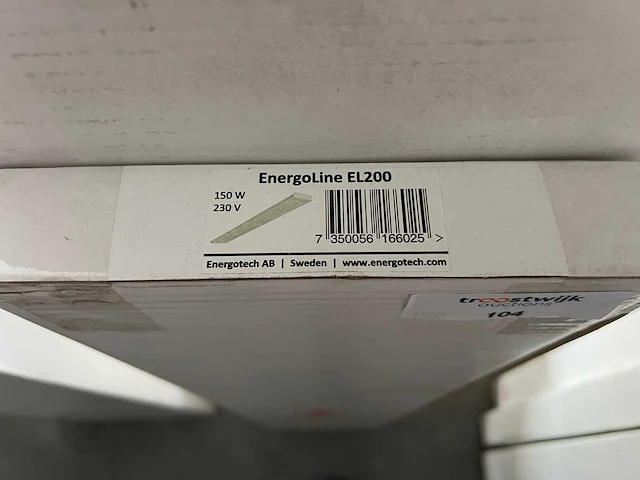 EnergoLine EL200
150 W
230 V
7 350056 166025 >
Energotech AB | Sweden | www.energotech.com
troostwijk
auctions
104